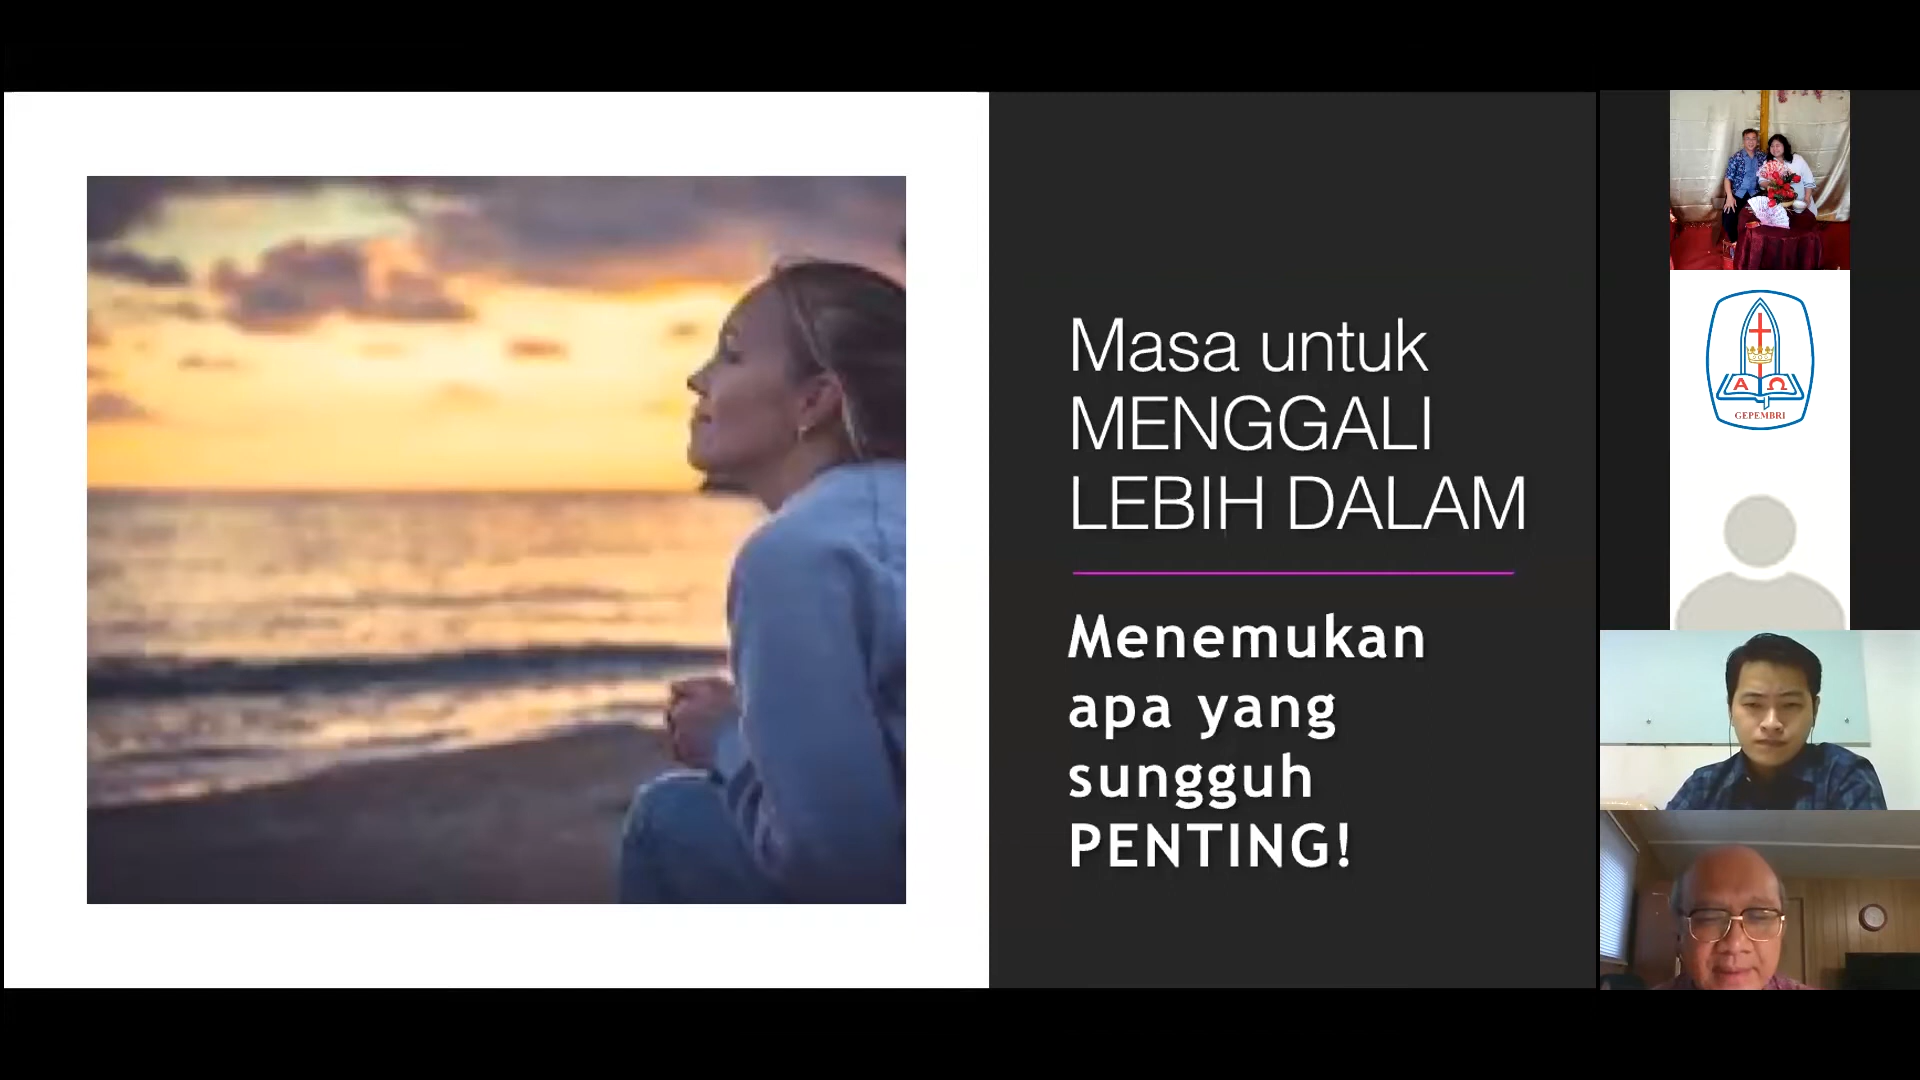 Masa untuk
MENGGALI
LEBIH DALAM
Menemukan
apa yang
sungguh
PENTING!
Α Ω
GEPEMBRI